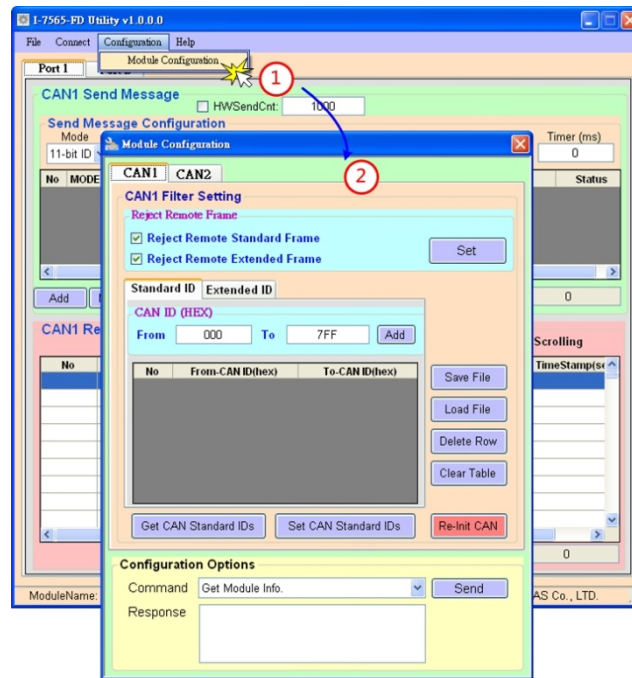 I-7565-FD Utility v1.0.0.0
File Connect Configuration Help
Module Configuration
1
Port 1
CAN1 Send Message
HWSendCnt: 1000
Send Message Configuration
Mode
Timer (ms)
11-bit ID
0
No MODE
Status
Add
0
CAN1 Re
Scrolling
No
TimeStamp(se
0
ModuleName:
AS Co., LTD.
2
Module Configuration
CAN1 CAN2
CAN1 Filter Setting
Reject Remote Frame
Reject Remote Standard Frame
Reject Remote Extended Frame
Set
Standard ID Extended ID
CAN ID (HEX)
From 000 To 7FF Add
No From-CAN ID(hex) To-CAN ID(hex)
Save File
Load File
Delete Row
Clear Table
Get CAN Standard IDs Set CAN Standard IDs Re-Init CAN
Configuration Options
Command Get Module Info. Send
Response